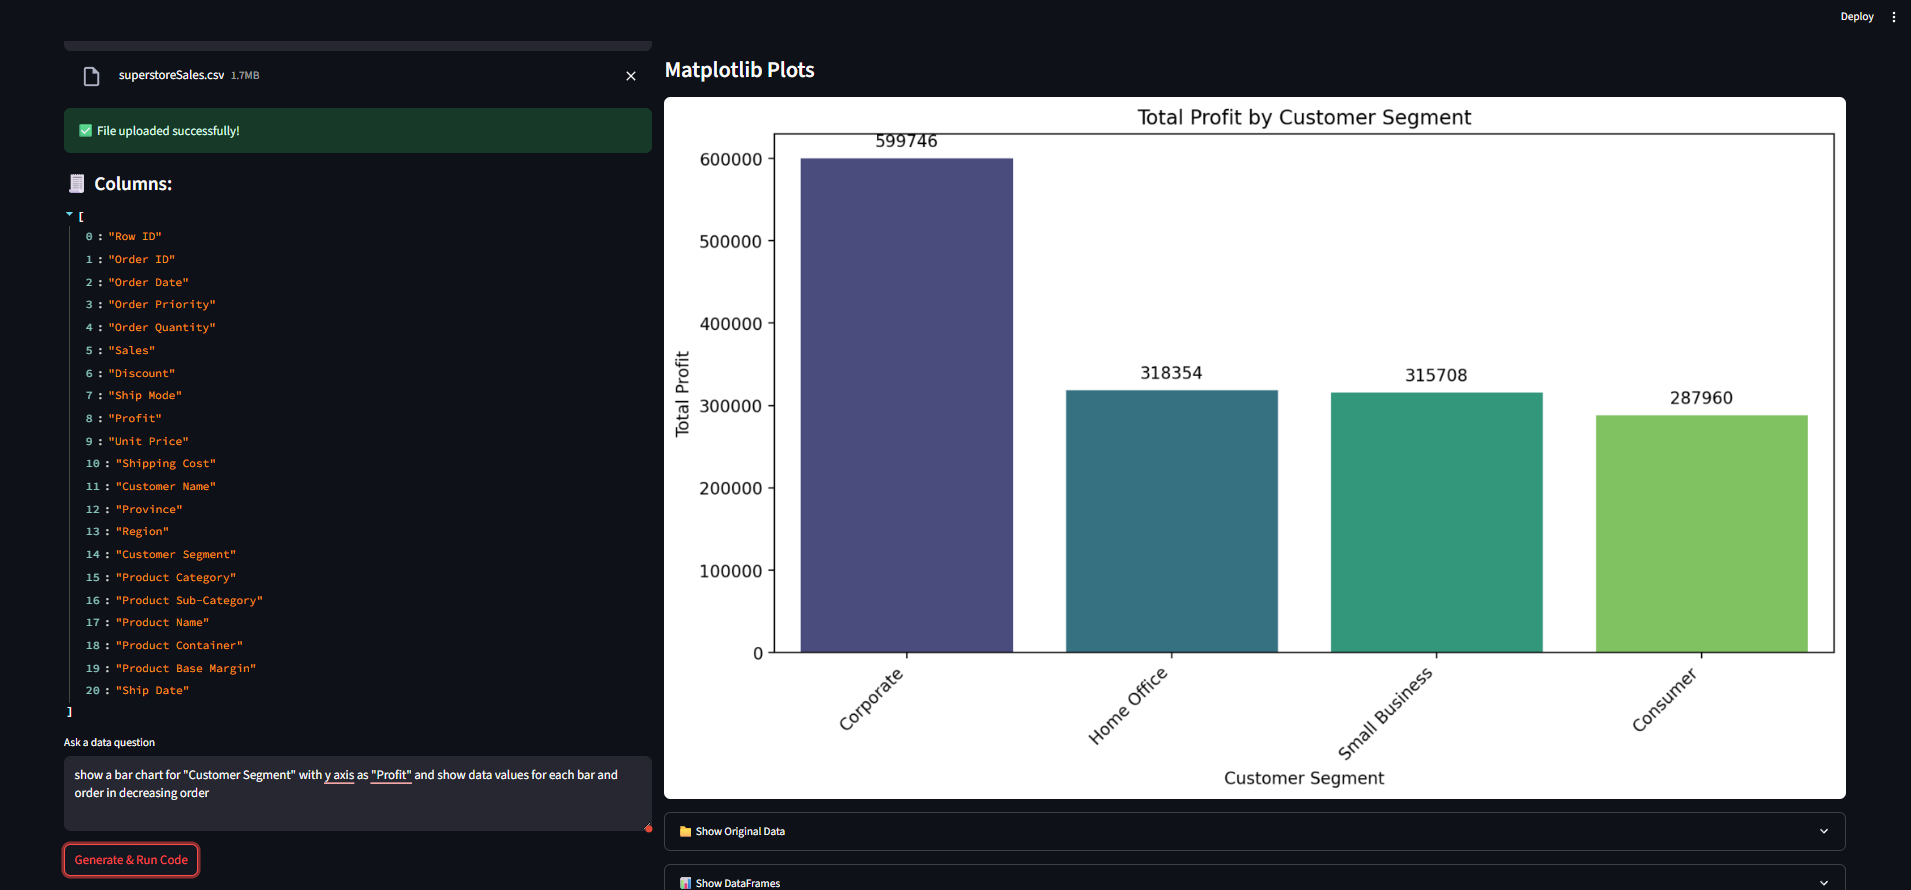 Deploy
superstoreSales.csv 1.7MB
File uploaded successfully!
Columns:
[
0 : "Row ID"
1 : "Order ID"
2 : "Order Date"
3 : "Order Priority"
4 : "Order Quantity"
5 : "Sales"
6 : "Discount"
7 : "Ship Mode"
8 : "Profit"
9 : "Unit Price"
10 : "Shipping Cost"
11 : "Customer Name"
12 : "Province"
13 : "Region"
14 : "Customer Segment"
15 : "Product Category"
16 : "Product Sub-Category"
17 : "Product Name"
18 : "Product Container"
19 : "Product Base Margin"
20 : "Ship Date"
]
Ask a data question
show a bar chart for "Customer Segment" with y axis as "Profit" and show data values for each bar and
order in decreasing order
Generate & Run Code
Matplotlib Plots
Total Profit by Customer Segment
Total Profit
600000
500000
400000
300000
200000
100000
0
599746
318354
315708
287960
Corporate
Home Office
Small Business
Consumer
Customer Segment
Show Original Data
Show DataFrames